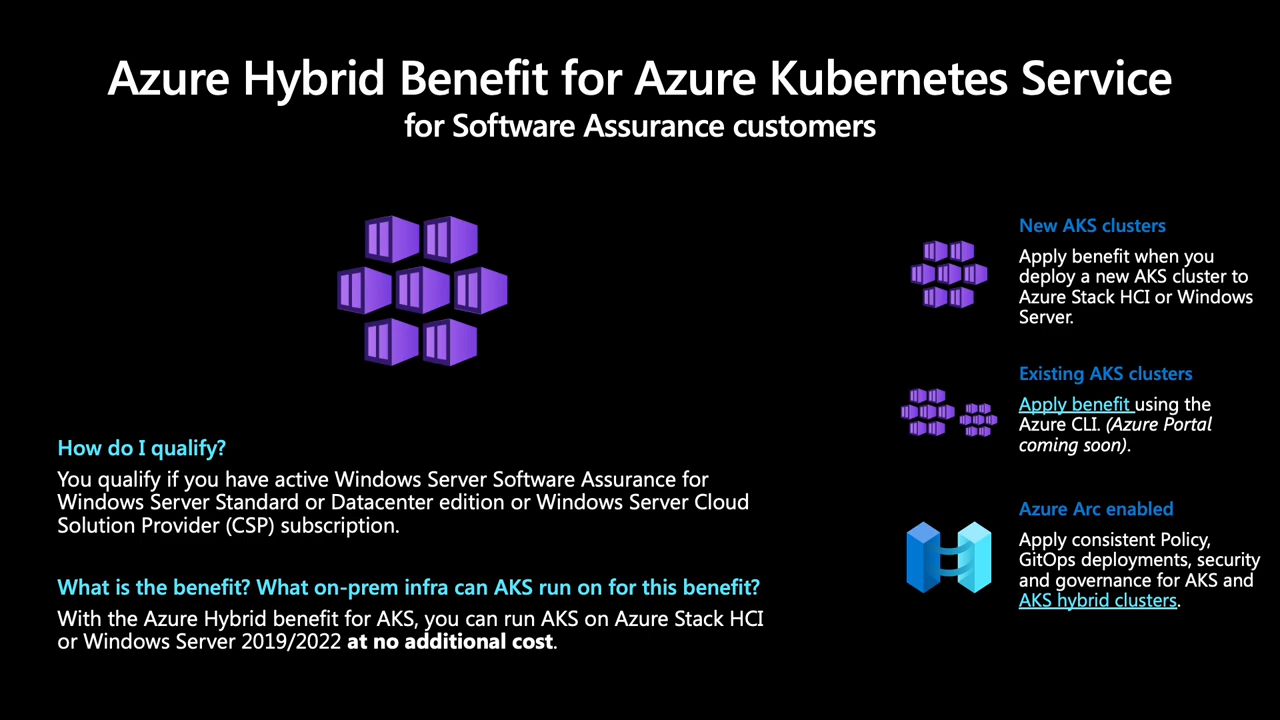 Azure Hybrid Benefit for Azure Kubernetes Service
for Software Assurance customers
How do I qualify?
You qualify if you have active Windows Server Software Assurance for
Windows Server Standard or Datacenter edition or Windows Server Cloud
Solution Provider (CSP) subscription.
What is the benefit? What on-prem infra can AKS run on for this benefit?
With the Azure Hybrid benefit for AKS, you can run AKS on Azure Stack HCI
or Windows Server 2019/2022 at no additional cost.
New AKS clusters
Apply benefit when you
deploy a new AKS cluster to
Azure Stack HCI or Windows
Server.
Existing AKS clusters
Apply benefit using the
Azure CLI. (Azure Portal
coming soon).
Azure Arc enabled
Apply consistent Policy,
GitOps deployments, security
and governance for AKS and
AKS hybrid clusters.